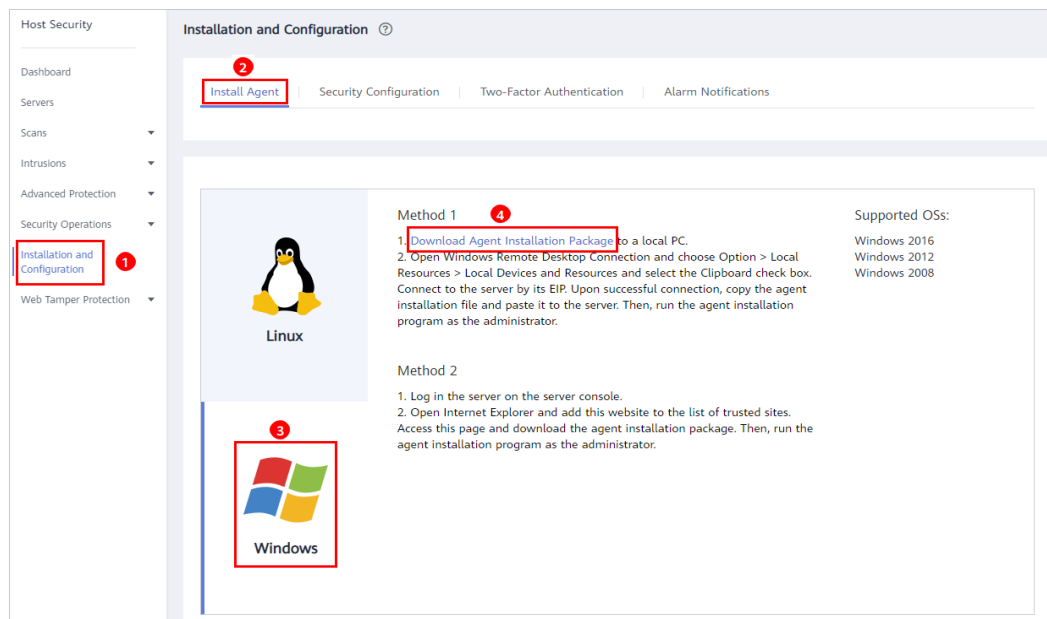 Host Security
Dashboard
Servers
Scans
Intrusions
Advanced Protection
Security Operations
Installation and
Configuration
1
Web Tamper Protection
Installation and Configuration ?
2
Install Agent
Security Configuration
Two-Factor Authentication
Alarm Notifications
Linux
3
Windows
Method 1
4
1. Download Agent Installation Package to a local PC.
2. Open Windows Remote Desktop Connection and choose Option > Local
Resources > Local Devices and Resources and select the Clipboard check box.
Connect to the server by its EIP. Upon successful connection, copy the agent
installation file and paste it to the server. Then, run the agent installation
program as the administrator.
Method 2
1. Log in the server on the server console.
2. Open Internet Explorer and add this website to the list of trusted sites.
Access this page and download the agent installation package. Then, run the
agent installation program as the administrator.
Supported OSs:
Windows 2016
Windows 2012
Windows 2008